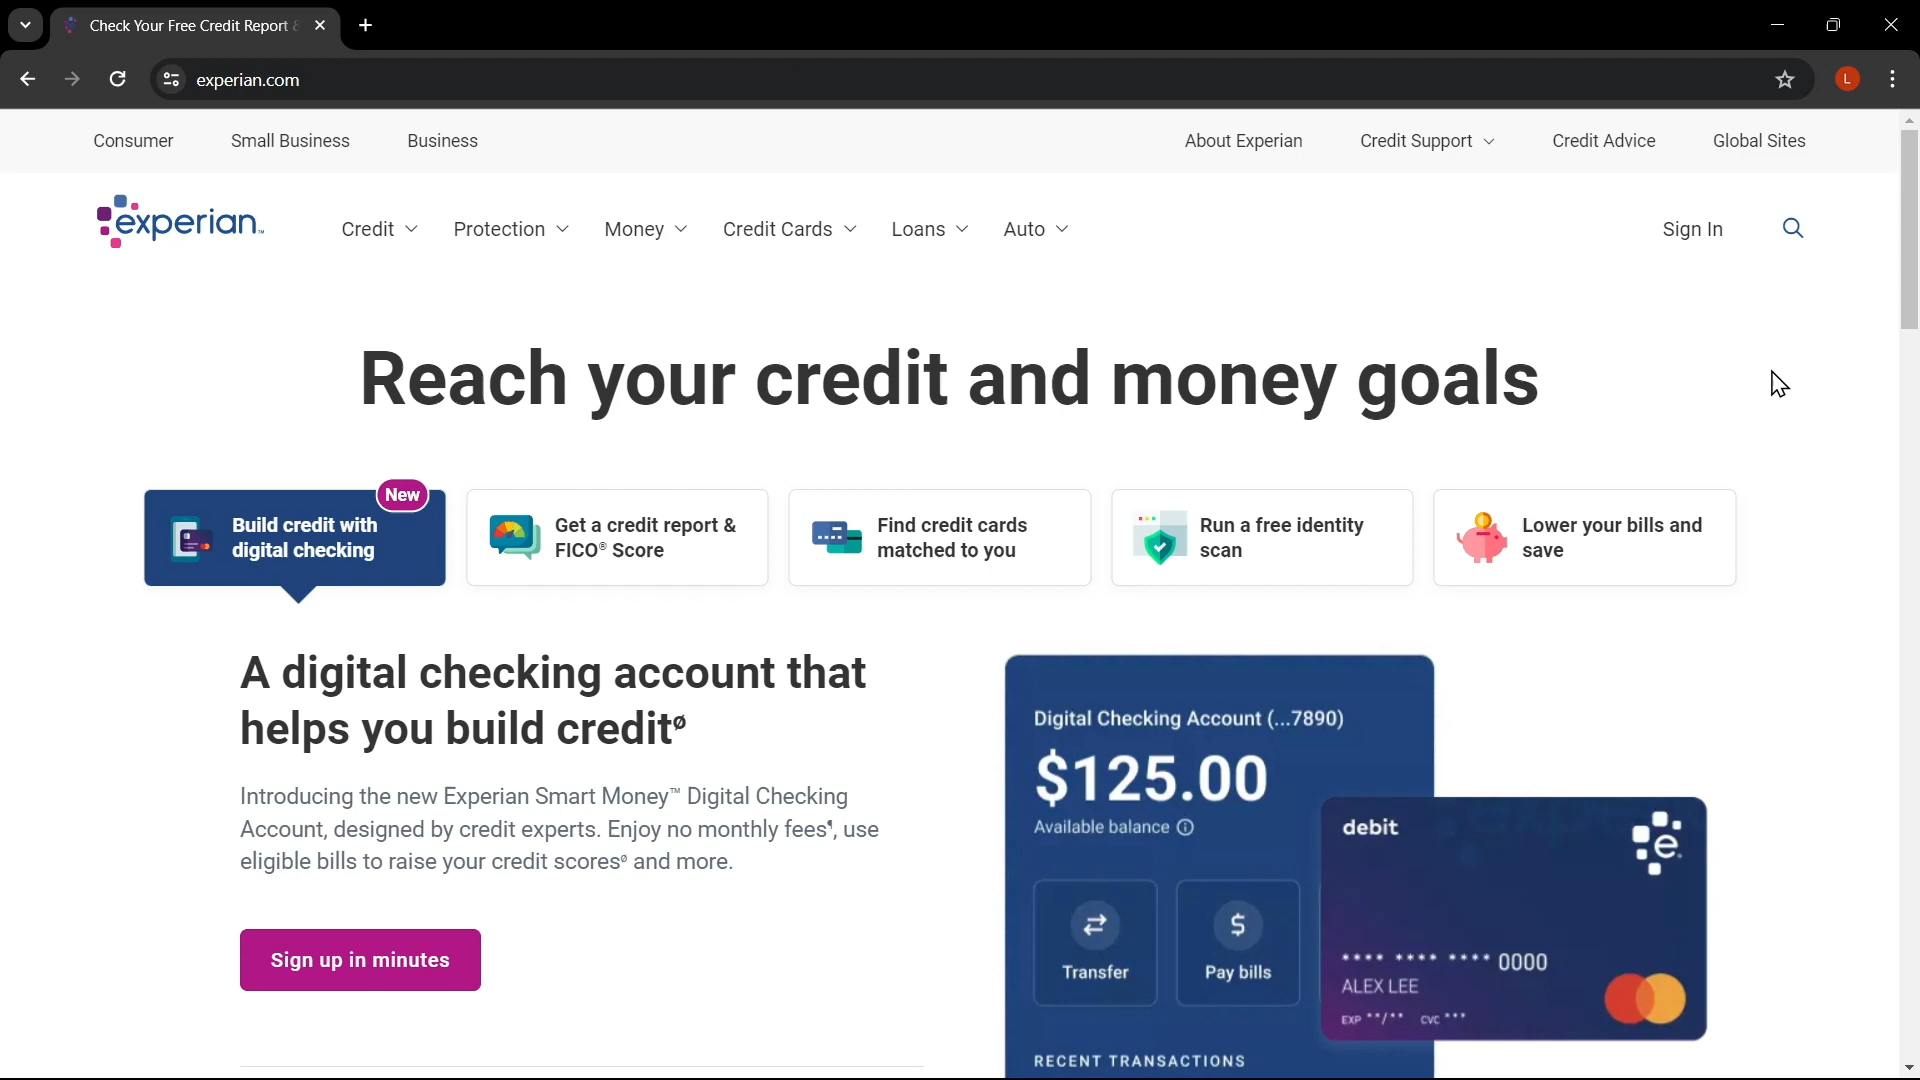 Check Your Free Credit Report &
experian.com
L
Consumer
Small Business
Business
About Experian
Credit Support
Credit Advice
Global Sites
experian™
Credit
Protection
Money
Credit Cards
Loans
Auto
Sign In
Reach your credit and money goals
New
Build credit with
digital checking
Get a credit report &
FICO® Score
Find credit cards
matched to you
Run a free identity
scan
Lower your bills and
save
A digital checking account that
helps you build creditᶲ
Introducing the new Experian Smart Money™ Digital Checking
Account, designed by credit experts. Enjoy no monthly fees¶, use
eligible bills to raise your credit scoresᶲ and more.
Sign up in minutes
Digital Checking Account (...7890)
$125.00
Available balance
Transfer
Pay bills
RECENT TRANSACTIONS
debit
e
**** **** **** 0000
ALEX LEE
EXP **/** CVC ***